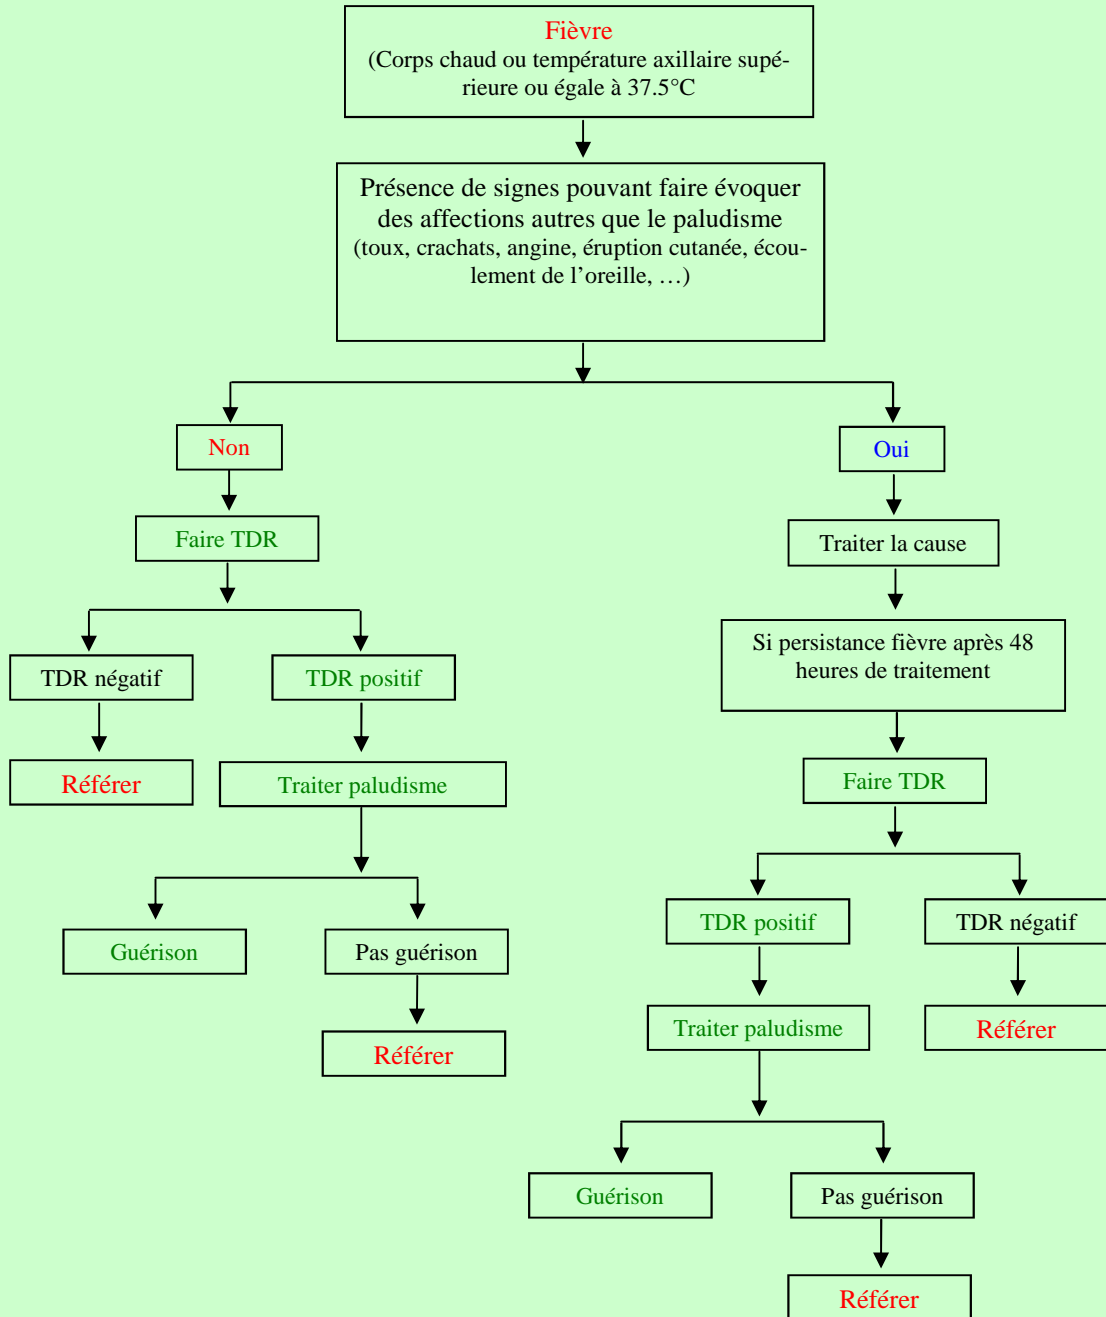 Fièvre
(Corps chaud ou température axillaire supé-
rieure ou égale à 37.5°C
Présence de signes pouvant faire évoquer
des affections autres que le paludisme
(toux, crachats, angine, éruption cutanée, écou-
lement de l'oreille, …)
Non
Oui
Faire TDR
Traiter la cause
TDR négatif
TDR positif
Si persistance fièvre après 48
heures de traitement
Référer
Traiter paludisme
Faire TDR
Guérison
Pas guérison
TDR positif
TDR négatif
Référer
Traiter paludisme
Référer
Guérison
Pas guérison
Référer